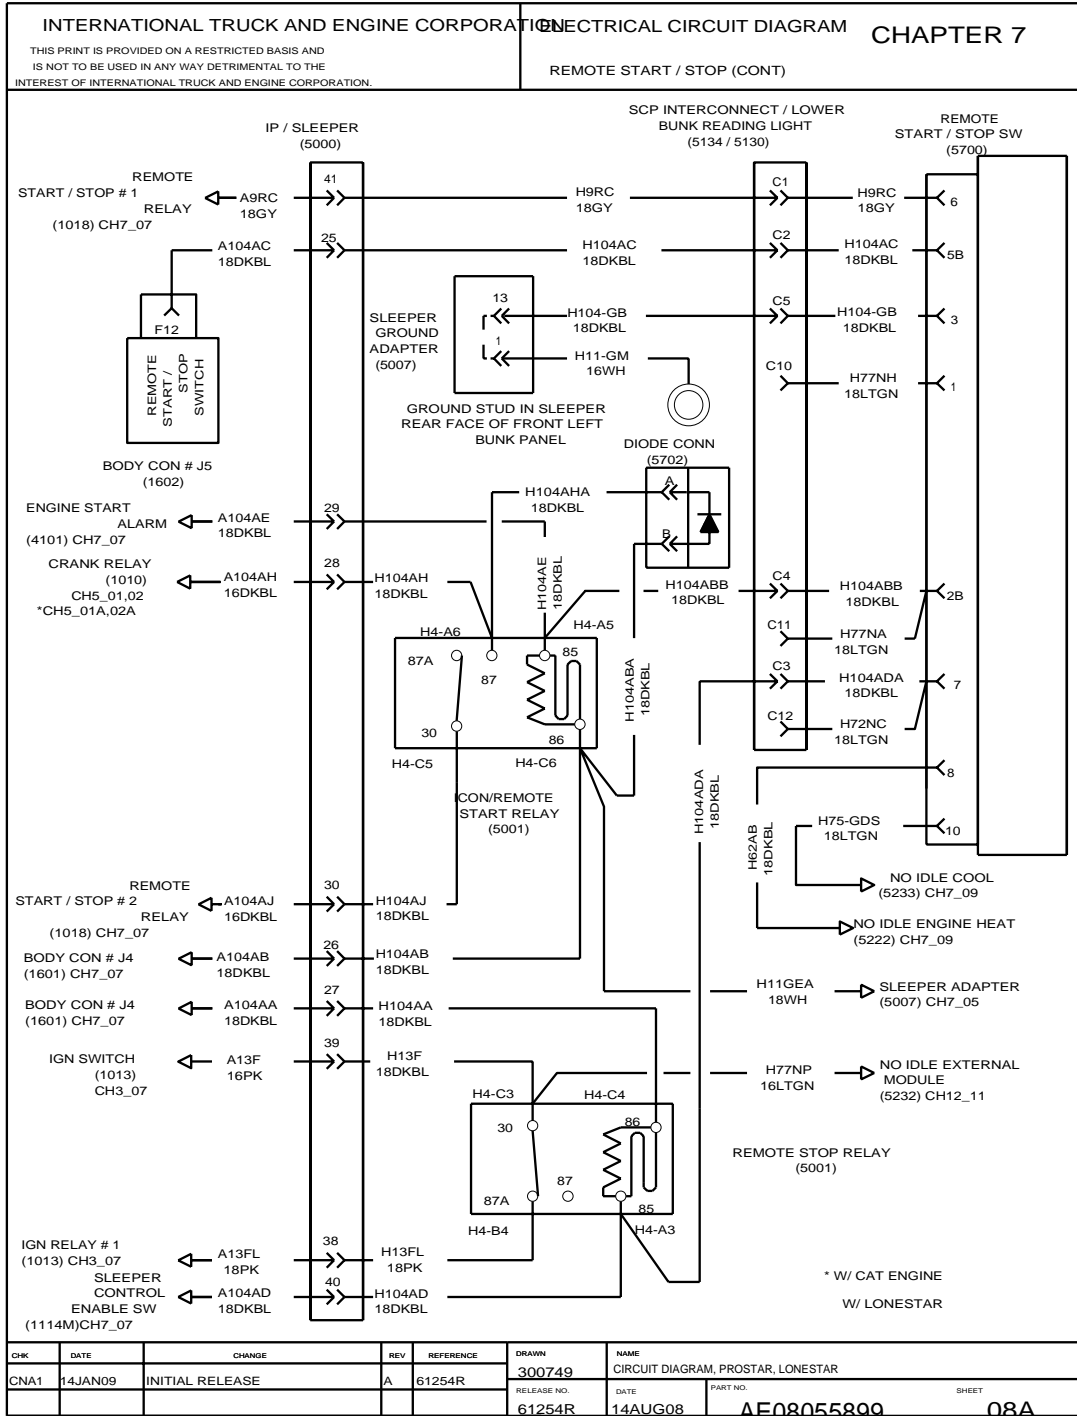 INTERNATIONAL TRUCK AND ENGINE CORPORATION
THIS PRINT IS PROVIDED ON A RESTRICTED BASIS AND
IS NOT TO BE USED IN ANY WAY DETRIMENTAL TO THE
INTEREST OF INTERNATIONAL TRUCK AND ENGINE CORPORATION.
ELECTRICAL CIRCUIT DIAGRAM
CHAPTER 7
REMOTE START / STOP (CONT)
IP / SLEEPER
(5000)
SCP INTERCONNECT / LOWER
BUNK READING LIGHT
(5134 / 5130)
REMOTE
START / STOP SW
(5700)
REMOTE
START / STOP # 1
RELAY
(1018) CH7_07
A9RC
18GY
41
H9RC
18GY
C1
H9RC
18GY
6
A104AC
18DKBL
25
H104AC
18DKBL
C2
H104AC
18DKBL
5B
F12
REMOTE
START /
STOP
SWITCH
BODY CON # J5
(1602)
SLEEPER
GROUND
ADAPTER
(5007)
13
H104-GB
18DKBL
C5
H104-GB
18DKBL
3
1
H11-GM
16WH
C10
H77NH
18LTGN
1
GROUND STUD IN SLEEPER
REAR FACE OF FRONT LEFT
BUNK PANEL
DIODE CONN
(5702)
A
B
H104AHA
18DKBL
ENGINE START
ALARM
(4101) CH7_07
A104AE
18DKBL
29
H104AE
18DKBL
CRANK RELAY
(1010)
CH5_01,02
*CH5_01A,02A
A104AH
16DKBL
28
H104AH
18DKBL
H104ABB
18DKBL
C4
H104ABB
18DKBL
2B
C11
H77NA
18LTGN
H4-A6
H4-A5
87A
87
85
30
86
H4-C5
H4-C6
ICON/REMOTE
START RELAY
(5001)
H104ABA
18DKBL
C3
H104ADA
18DKBL
7
C12
H72NC
18LTGN
H104ADA
18DKBL
8
H62AB
18DKBL
H75-GDS
18LTGN
10
NO IDLE COOL
(5233) CH7_09
NO IDLE ENGINE HEAT
(5222) CH7_09
REMOTE
START / STOP # 2
RELAY
(1018) CH7_07
A104AJ
16DKBL
30
H104AJ
18DKBL
BODY CON # J4
(1601) CH7_07
A104AB
18DKBL
26
H104AB
18DKBL
BODY CON # J4
(1601) CH7_07
A104AA
18DKBL
27
H104AA
18DKBL
H11GEA
18WH
SLEEPER ADAPTER
(5007) CH7_05
IGN SWITCH
(1013)
CH3_07
A13F
16PK
39
H13F
18DKBL
H77NP
16LTGN
NO IDLE EXTERNAL
MODULE
(5232) CH12_11
H4-C3
H4-C4
30
86
87
87A
85
H4-B4
H4-A3
REMOTE STOP RELAY
(5001)
IGN RELAY # 1
(1013) CH3_07
A13FL
18PK
38
H13FL
18PK
SLEEPER
CONTROL
ENABLE SW
(1114M)CH7_07
A104AD
18DKBL
40
H104AD
18DKBL
* W/ CAT ENGINE
W/ LONESTAR
CHK DATE CHANGE REV REFERENCE
CNA1 14JAN09 INITIAL RELEASE A 61254R
DRAWN
300749
NAME
CIRCUIT DIAGRAM, PROSTAR, LONESTAR
RELEASE NO.
61254R
DATE
14AUG08
PART NO.
AE08055899
SHEET
08A